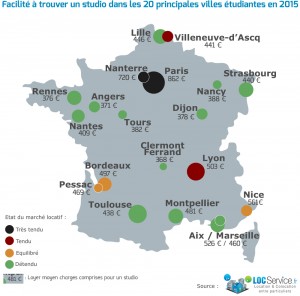 Facilité à trouver un studio dans les 20 principales villes étudiantes en 2015
Lille
446 €
Villeneuve-d'Ascq
441 €
Nanterre
720 €
Paris
862 €
Strasbourg
440 €
Rennes
376 €
Angers
371 €
Nancy
388 €
Nantes
409 €
Tours
382 €
Dijon
378 €
Clermont
Ferrand
368 €
Lyon
503 €
Bordeaux
497 €
Pessac
469 €
Nice
561€
Toulouse
438 €
Montpellier
481 €
Aix / Marseille
526 € / 460 €
Etat du marché locatif :
Très tendu
Tendu
Equilibré
Détendu
481 € : Loyer moyen charges comprises pour un studio
Source :
LOCService.fr
Location & Colocation
entre particuliers